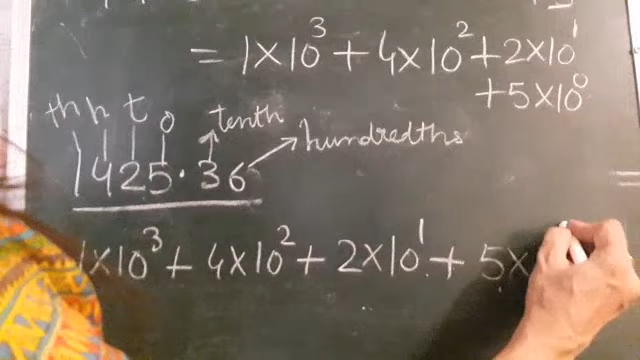 = 1×10³ + 4×10² + 2×10¹
+ 5×10⁰
th h t o tenth
hundredths
1425.36
1×10³ + 4×10² + 2×10¹ + 5×